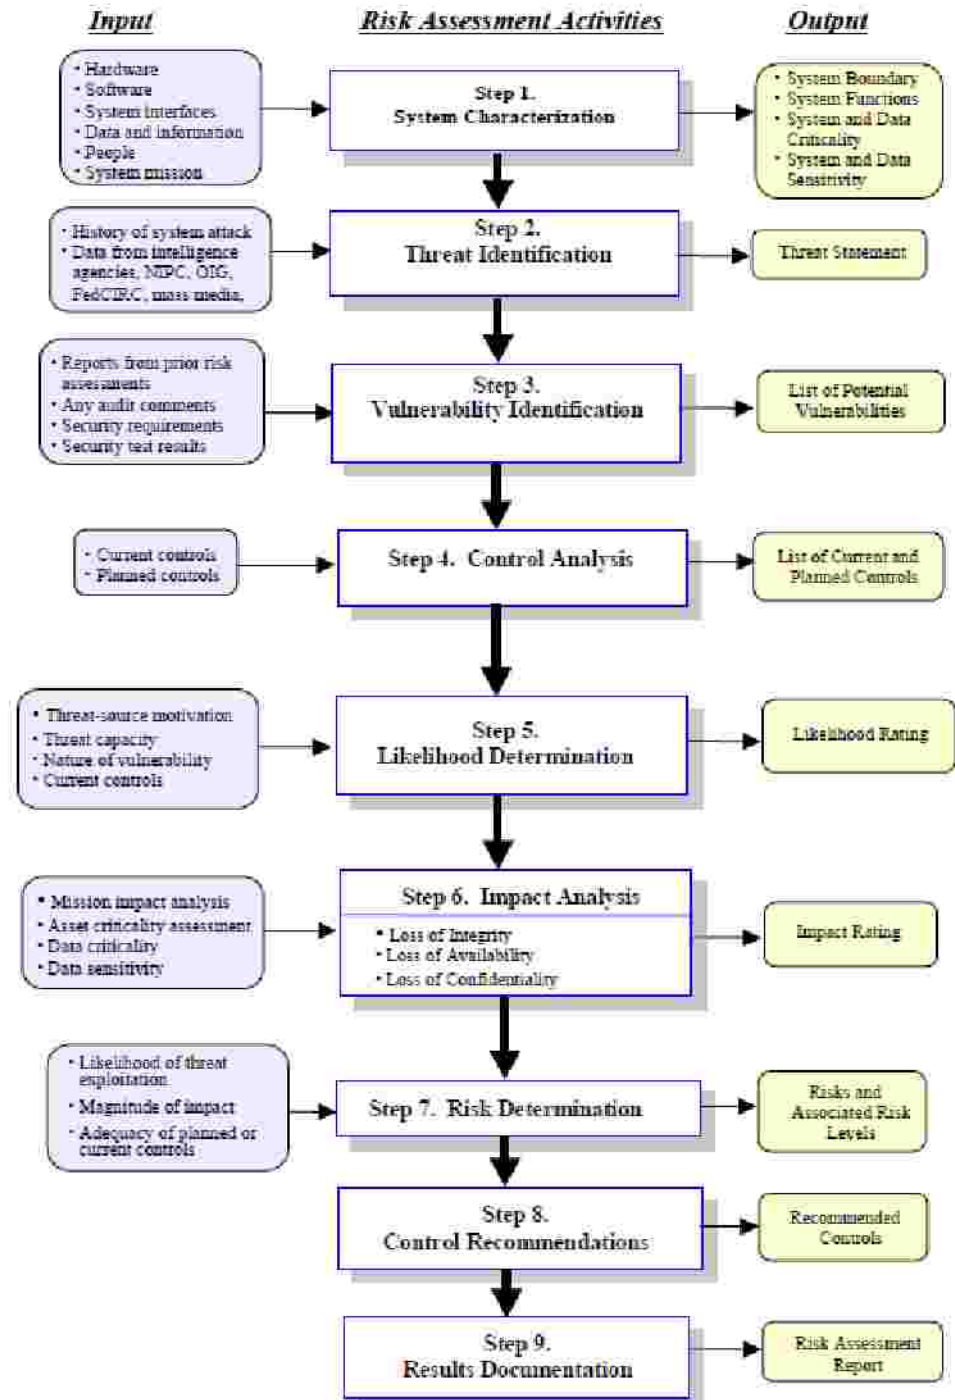 Input
Risk Assessment Activities
Output
• Hardware
• Software
• System interfaces
• Data and information
• People
• System mission
Step 1.
System Characterization
• System Boundary
• System Functions
• System and Data
Criticality
• System and Data
Sensitivity
• History of system attack
• Data from intelligence
agencies, NIPC, OIG,
FedCIRC, mass media,
Step 2.
Threat Identification
Threat Statement
• Reports from prior risk
assessments
• Any audit comments
• Security requirements
• Security test results
Step 3.
Vulnerability Identification
List of Potential
Vulnerabilities
• Current controls
• Planned controls
Step 4. Control Analysis
List of Current and
Planned Controls
• Threat-source motivation
• Threat capacity
• Nature of vulnerability
• Current controls
Step 5.
Likelihood Determination
Likelihood Rating
• Mission impact analysis
• Asset criticality assessment
• Data criticality
• Data sensitivity
Step 6. Impact Analysis
• Loss of Integrity
• Loss of Availability
• Loss of Confidentiality
Impact Rating
• Likelihood of threat
exploitation
• Magnitude of impact
• Adequacy of planned or
current controls
Step 7. Risk Determination
Risks and
Associated Risk
Levels
Step 8.
Control Recommendations
Recommended
Controls
Step 9.
Results Documentation
Risk Assessment
Report